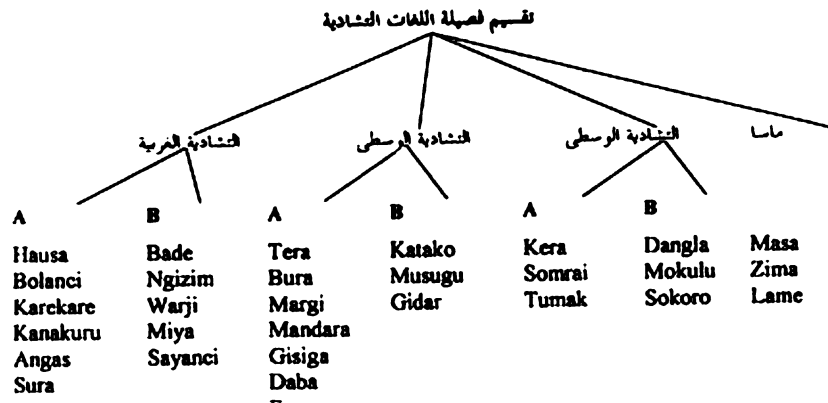 تقسيم فصيلة اللغات التشادية
التشادية الغربية التشادية الوسطى التشادية الوسطى ماسا
A B A B A B
Hausa Bade Tera Katako Kera Dangla Masa
Bolanci Ngizim Bura Musugu Somrai Mokulu Zima
Karekare Warji Margi Gidar Tumak Sokoro Lame
Kanakuru Miya Mandara
Angas Sayanci Gisiga
Sura Daba